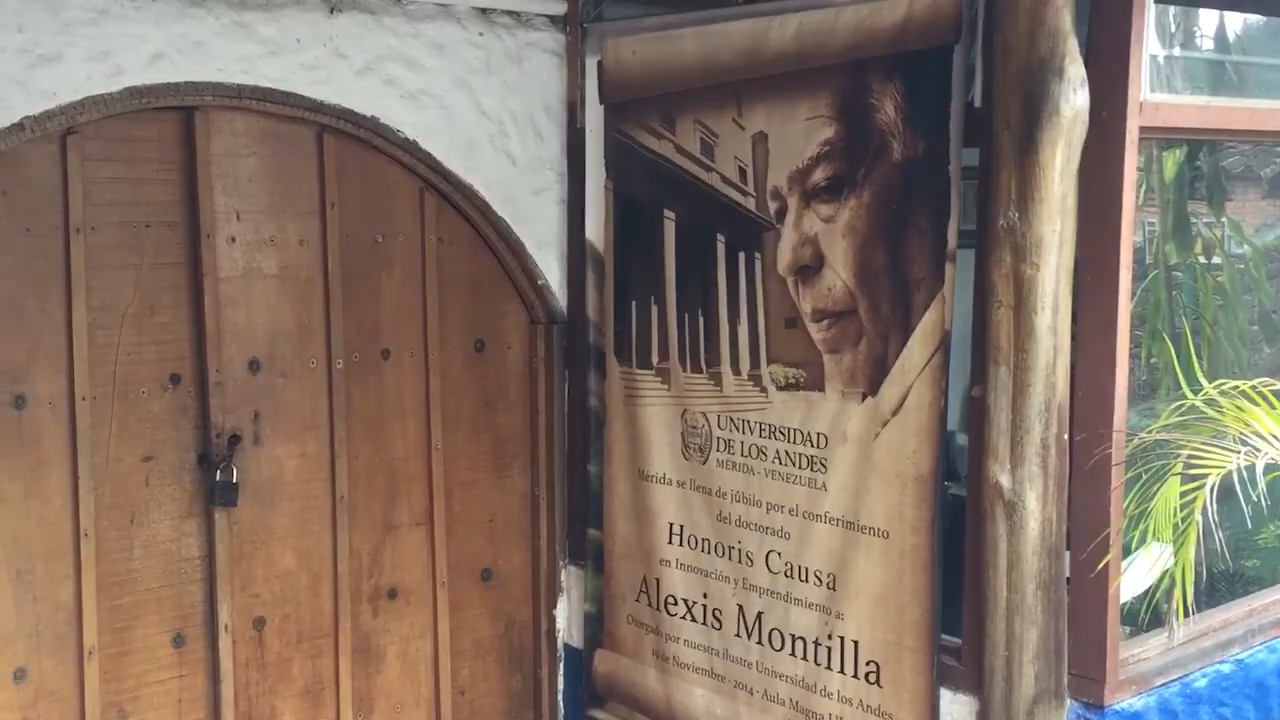 UNIVERSIDAD
DE LOS ANDES
MÉRIDA - VENEZUELA
Mérida se llena de júbilo por el conferimiento
del doctorado
Honoris Causa
en Innovación y Emprendimiento a:
Alexis Montilla
Otorgado por nuestra ilustre Universidad de los Andes
19 de Noviembre · 2014 · Aula Magna